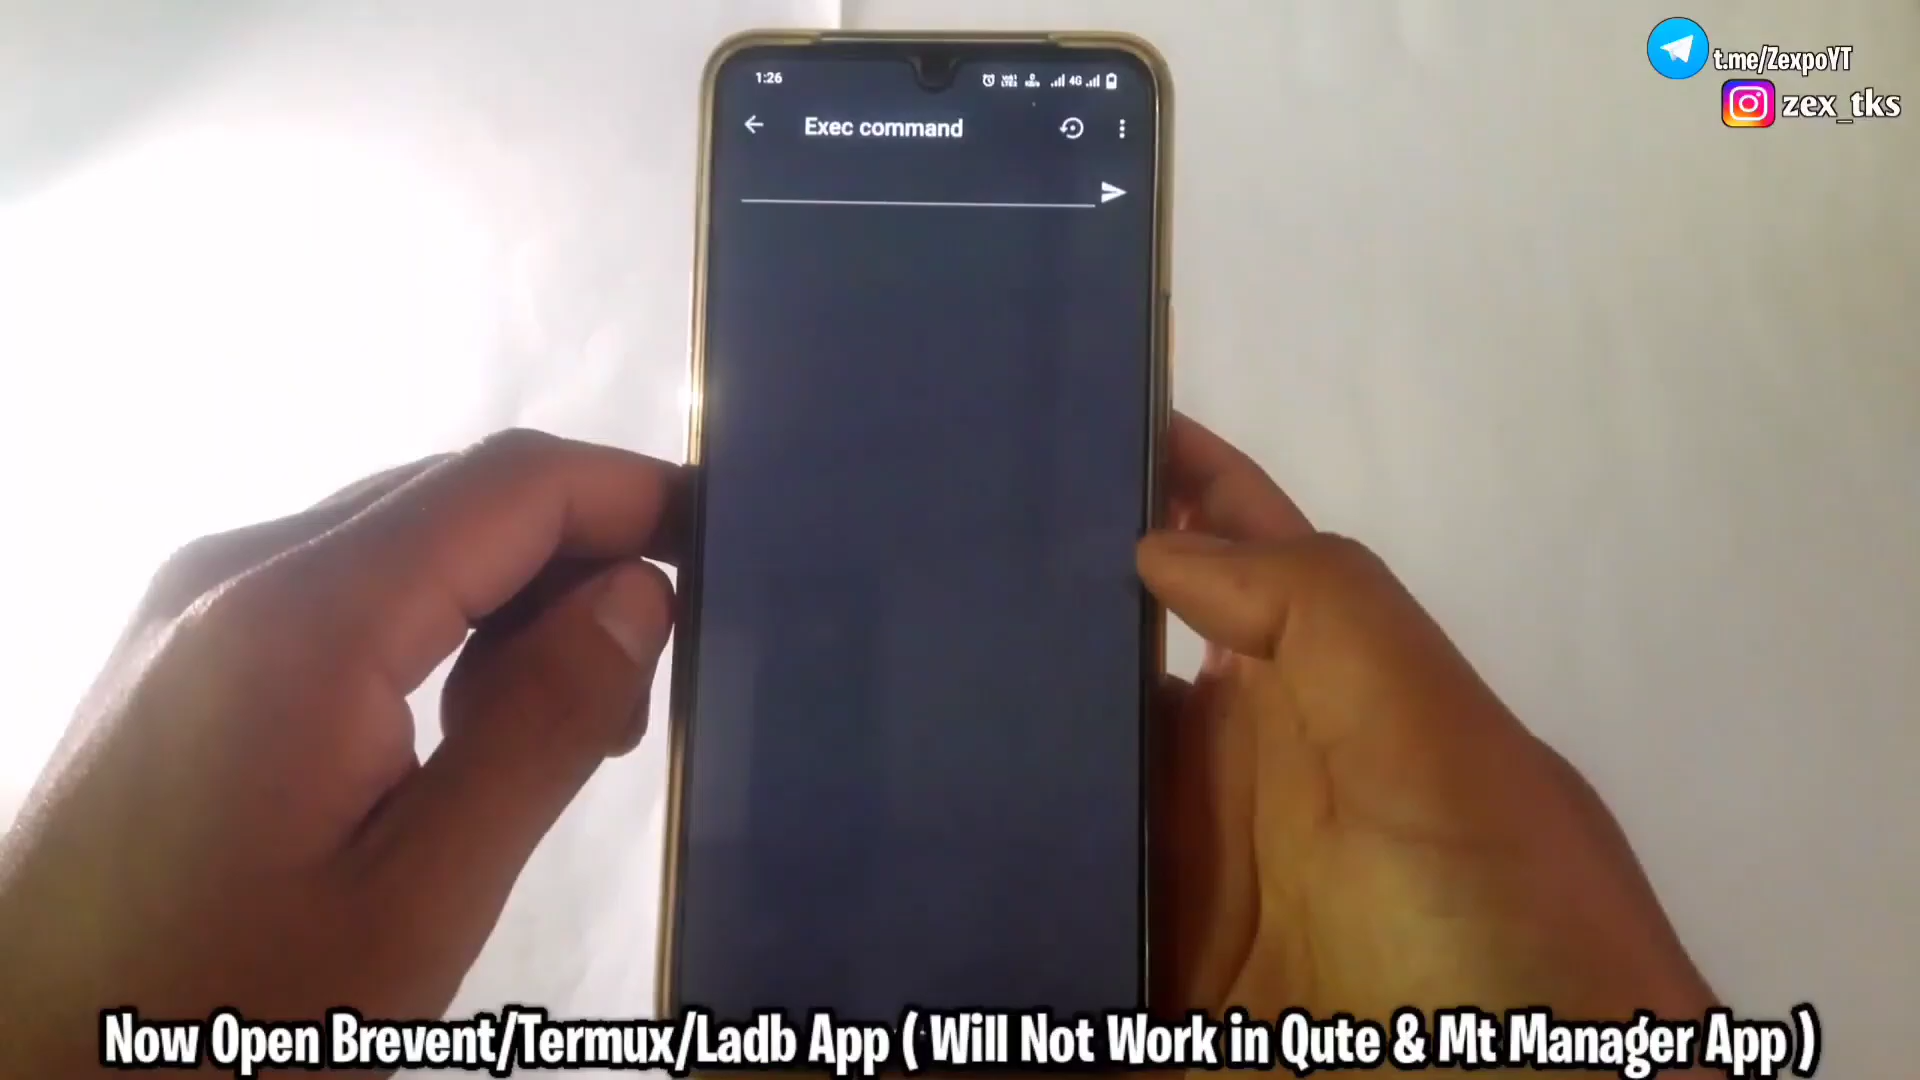 t.me/ZexpoYT
zex_tks
1:26
4G
Exec command
Now Open Brevent/Termux/Ladb App ( Will Not Work in Qute & Mt Manager App )